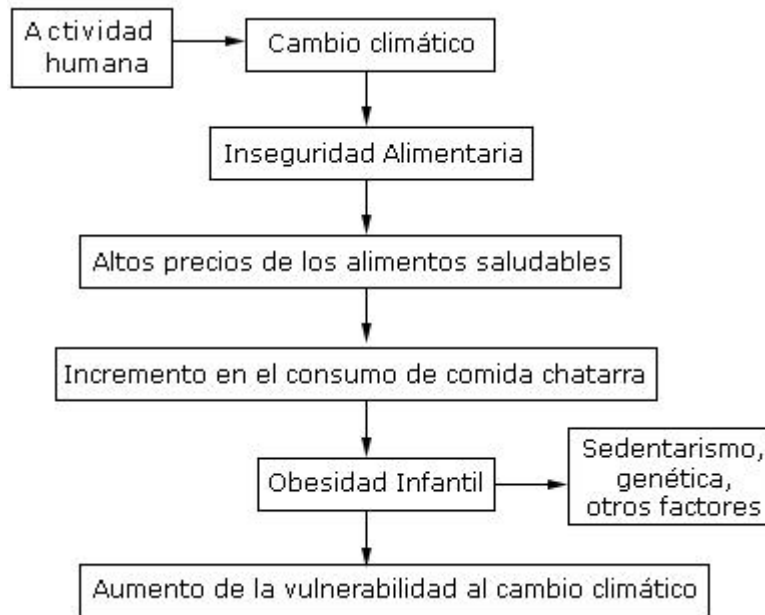 Actividad
humana
Cambio climático
Inseguridad Alimentaria
Altos precios de los alimentos saludables
Incremento en el consumo de comida chatarra
Obesidad Infantil
Sedentarismo,
genética,
otros factores
Aumento de la vulnerabilidad al cambio climático